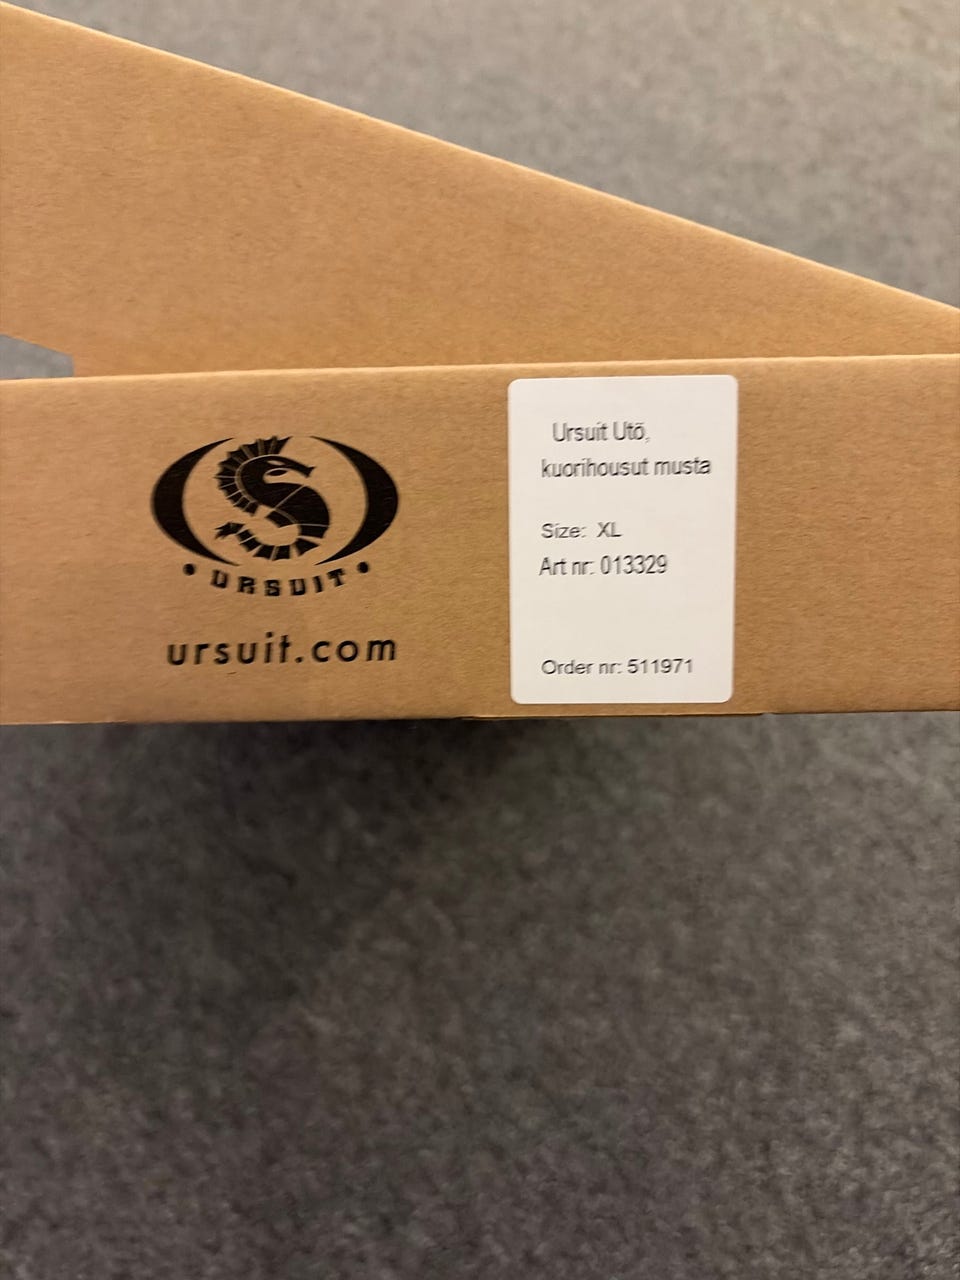 URSUIT
ursuit.com
Ursuit Utö,
kuorihousut musta
Size: XL
Art nr: 013329
Order nr: 511971